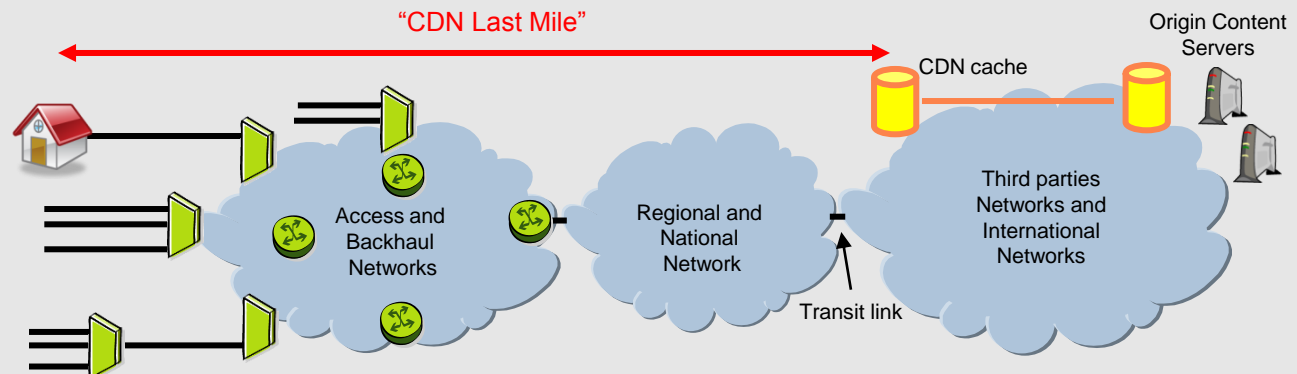 “CDN Last Mile”
Origin Content
Servers
CDN cache
Access and
Backhaul
Networks
Regional and
National
Network
Third parties
Networks and
International
Networks
Transit link